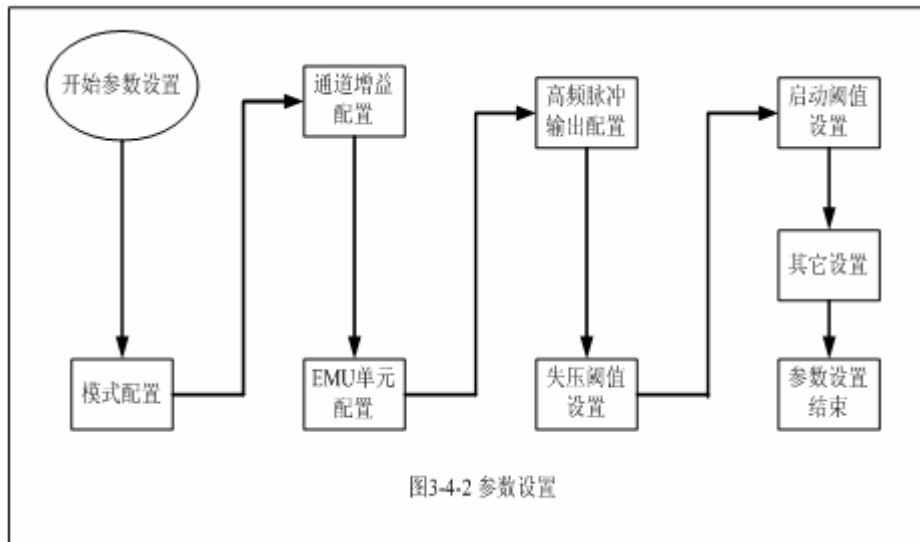 开始参数设置
模式配置
通道增益
配置
EMU单元
配置
高频脉冲
输出配置
失压阈值
设置
启动阈值
设置
其它设置
参数设置
结束
图3-4-2 参数设置